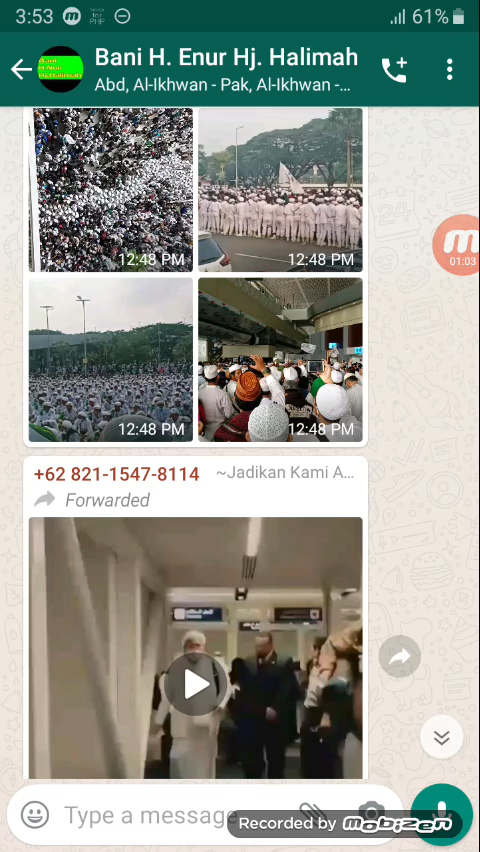 3:53
61%
Bani H. Enur Hj. Halimah
Abd, Al-Ikhwan - Pak, Al-Ikhwan -...
12:48 PM
12:48 PM
01:03
12:48 PM
12:48 PM
+62 821-1547-8114 ~Jadikan Kami A...
Forwarded
Type a message
Recorded by mobizen